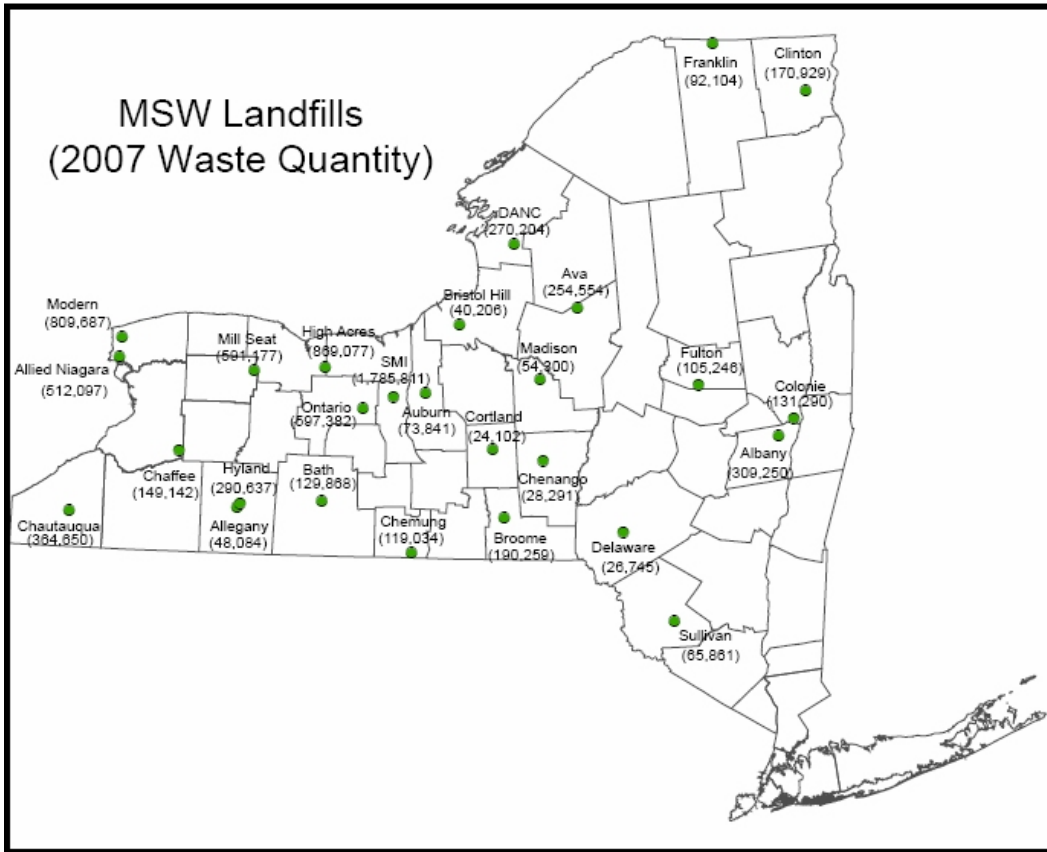 MSW Landfills
(2007 Waste Quantity)
Franklin
(92,104)
Clinton
(170,929)
DANC
(270,204)
Ava
(254,554)
Bristol Hill
(40,206)
Modern
(809,687)
Allied Niagara
(512,097)
Mill Seat
(591,177)
High Acres
(869,077)
SMI
(1,785,811)
Madison
(54,300)
Fulton
(105,246)
Colonie
(131,290)
Ontario
(597,382)
Auburn
(73,841)
Cortland
(24,102)
Albany
(309,250)
Chaffee
(149,142)
Hyland
(290,637)
Bath
(129,868)
Chenango
(28,291)
Chautauqua
(364,650)
Allegany
(48,084)
Chemung
(119,034)
Broome
(190,259)
Delaware
(26,745)
Sullivan
(65,861)